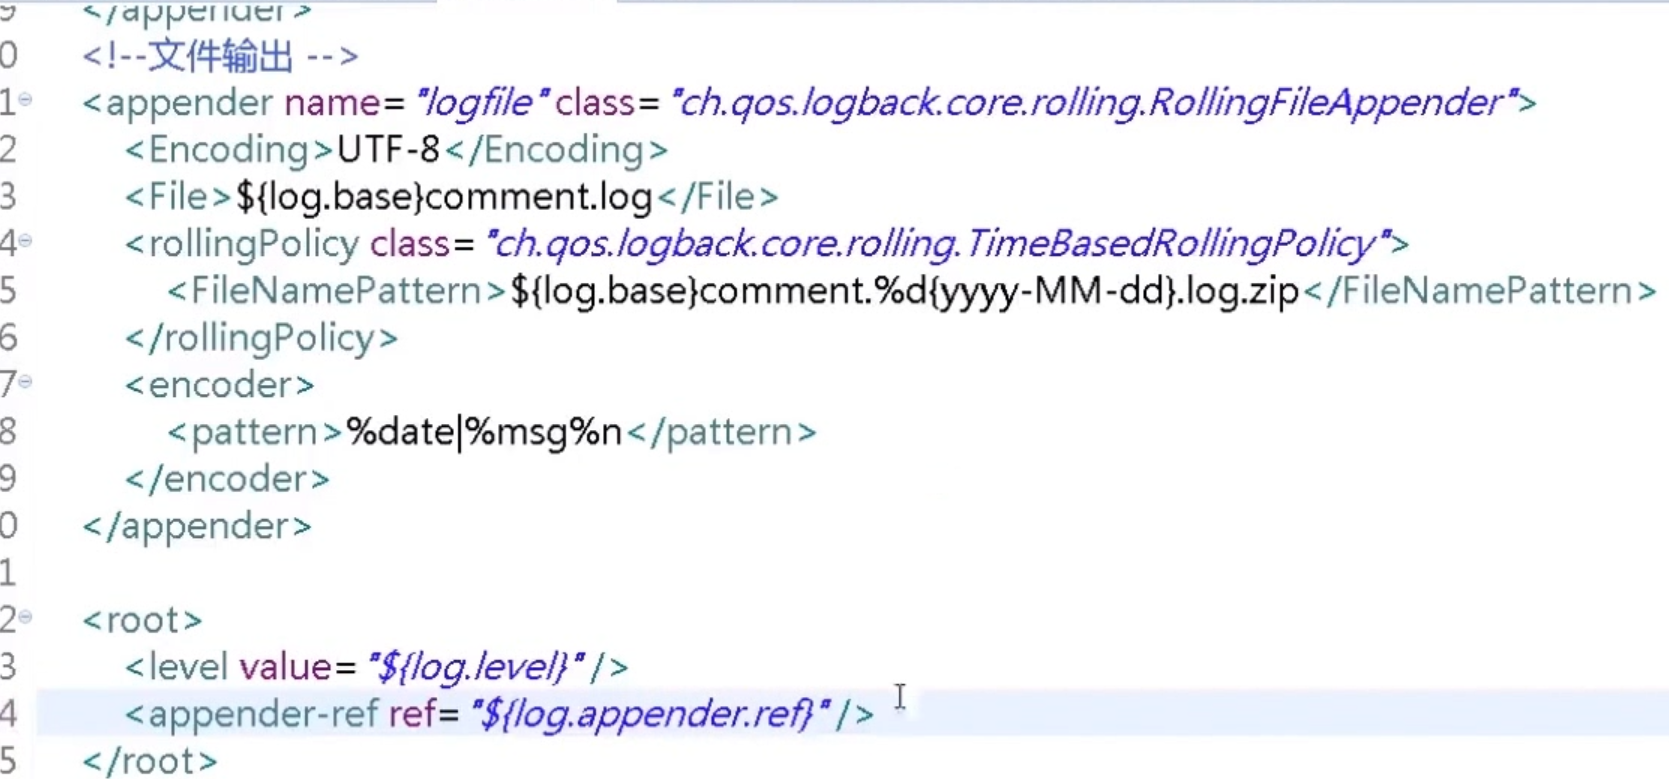 9 </appender>
0 <!--文件输出 -->
1 <appender name="logfile" class="ch.qos.logback.core.rolling.RollingFileAppender">
2 <Encoding>UTF-8</Encoding>
3 <File>${log.base}comment.log</File>
4 <rollingPolicy class="ch.qos.logback.core.rolling.TimeBasedRollingPolicy">
5 <FileNamePattern>${log.base}comment.%d{yyyy-MM-dd}.log.zip</FileNamePattern>
6 </rollingPolicy>
7 <encoder>
8 <pattern>%date|%msg%n</pattern>
9 </encoder>
0 </appender>
1
2 <root>
3 <level value="${log.level}"/>
4 <appender-ref ref="${log.appender.ref}"/>
5 </root>